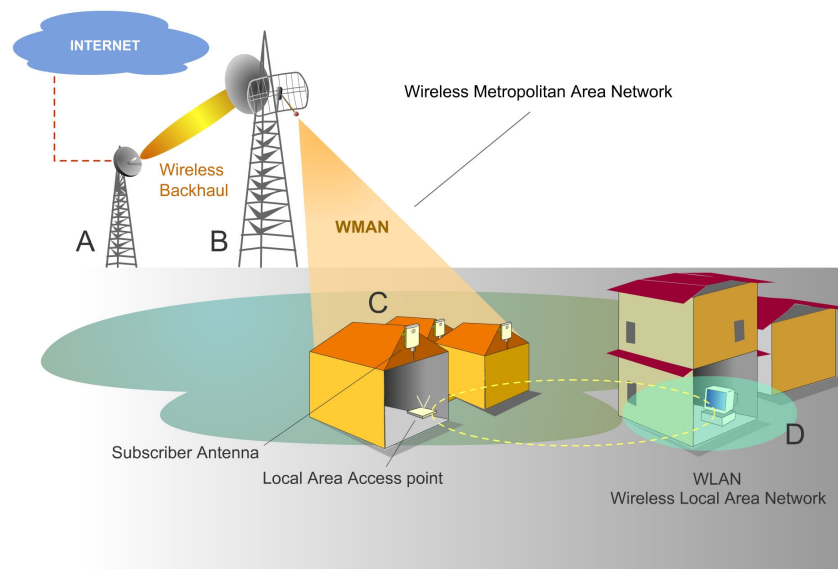 INTERNET
Wireless Metropolitan Area Network
Wireless
Backhaul
A
B
WMAN
C
Subscriber Antenna
Local Area Access point
D
WLAN
Wireless Local Area Network